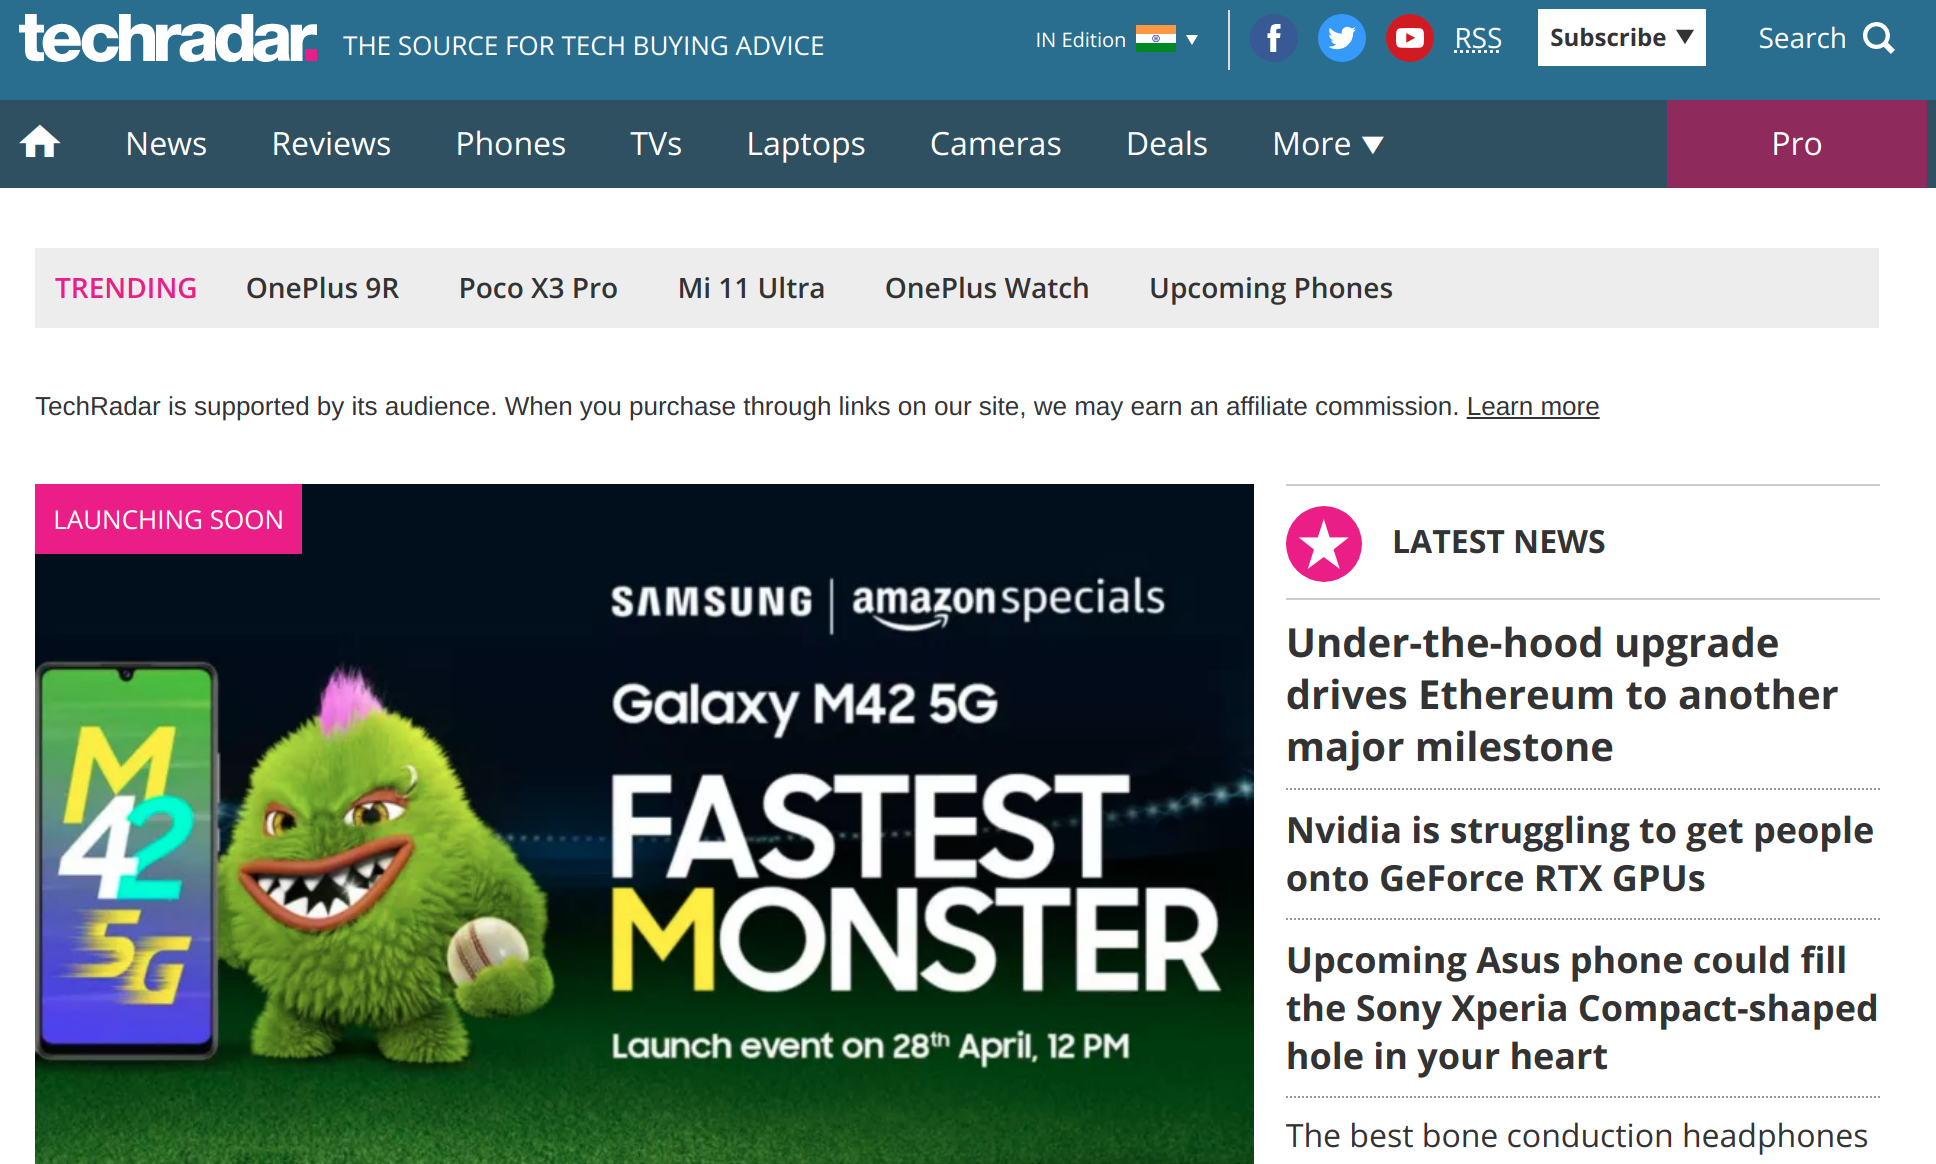 techradar.
THE SOURCE FOR TECH BUYING ADVICE
IN Edition
RSS
Subscribe
Search
News
Reviews
Phones
TVs
Laptops
Cameras
Deals
More
Pro
TRENDING
OnePlus 9R
Poco X3 Pro
Mi 11 Ultra
OnePlus Watch
Upcoming Phones
TechRadar is supported by its audience. When you purchase through links on our site, we may earn an affiliate commission. Learn more
LAUNCHING SOON
SAMSUNG | amazon specials
Galaxy M42 5G
FASTEST
MONSTER
Launch event on 28th April, 12 PM
M
42
5G
LATEST NEWS
Under-the-hood upgrade
drives Ethereum to another
major milestone
Nvidia is struggling to get people
onto GeForce RTX GPUs
Upcoming Asus phone could fill
the Sony Xperia Compact-shaped
hole in your heart
The best bone conduction headphones